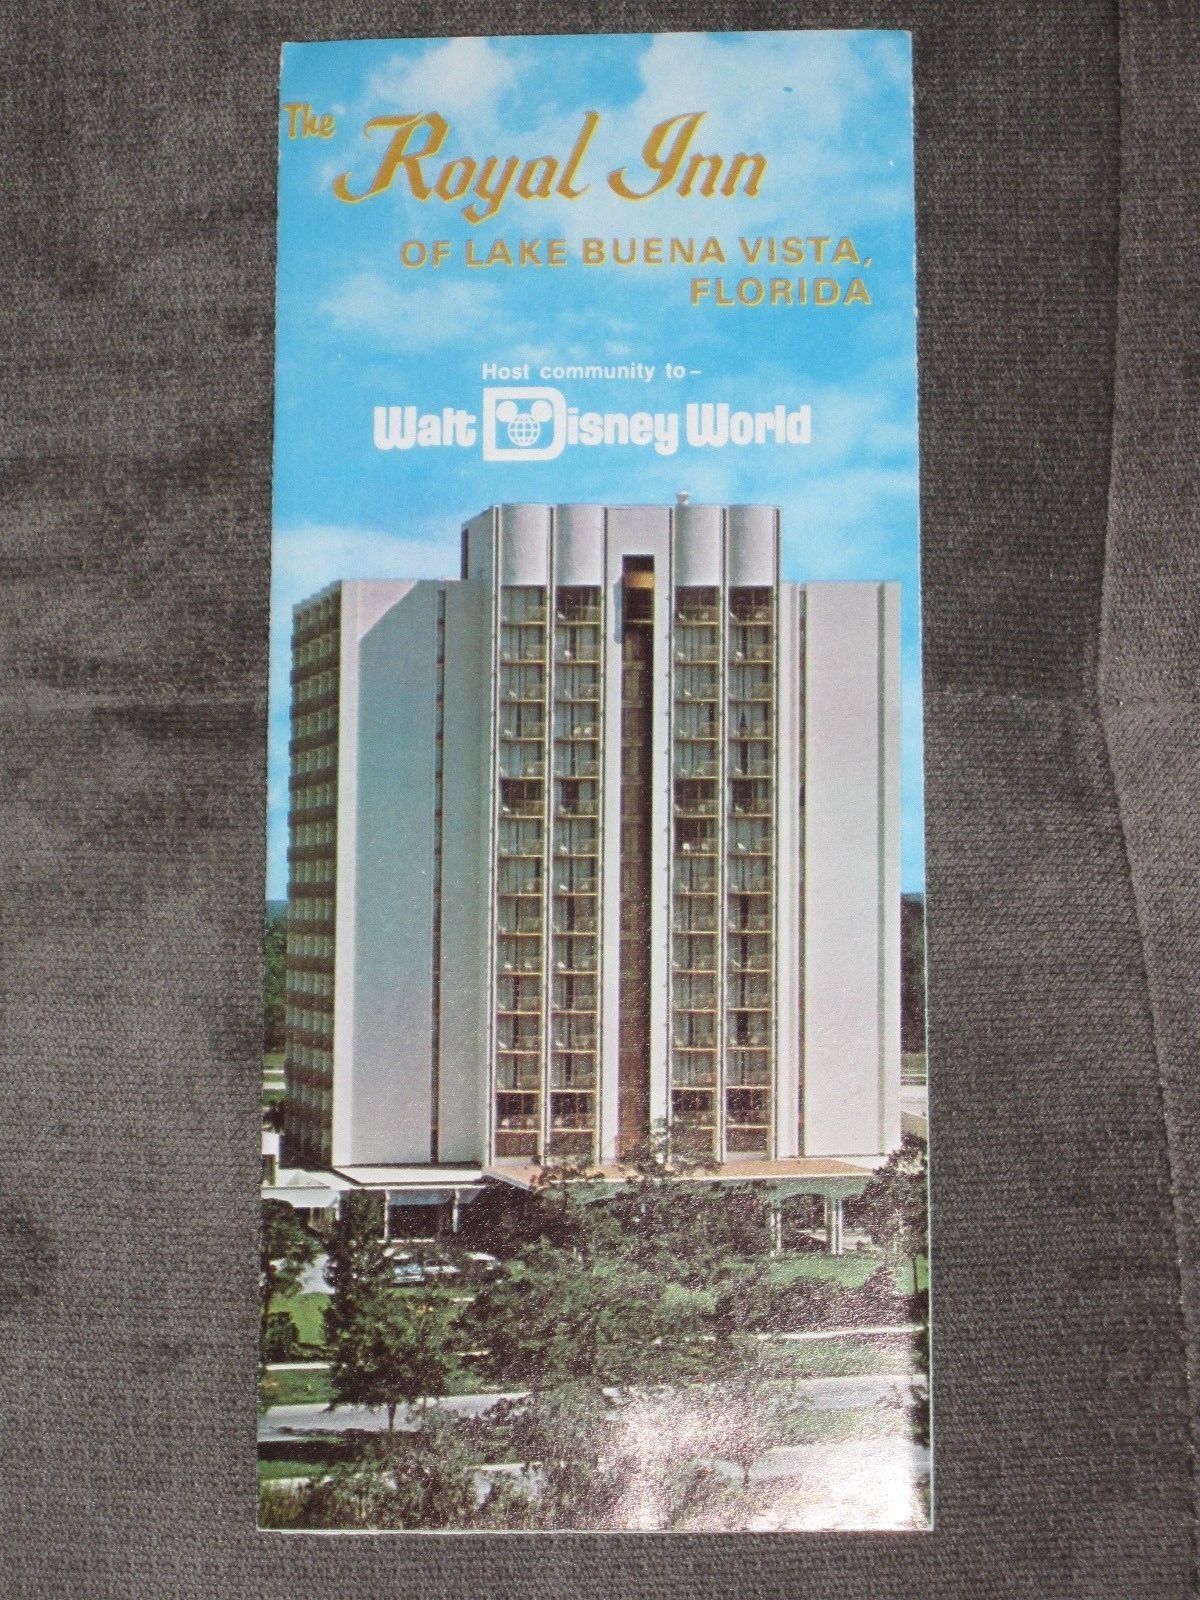 The Royal Inn
OF LAKE BUENA VISTA,
FLORIDA
Host community to –
Walt Disney World